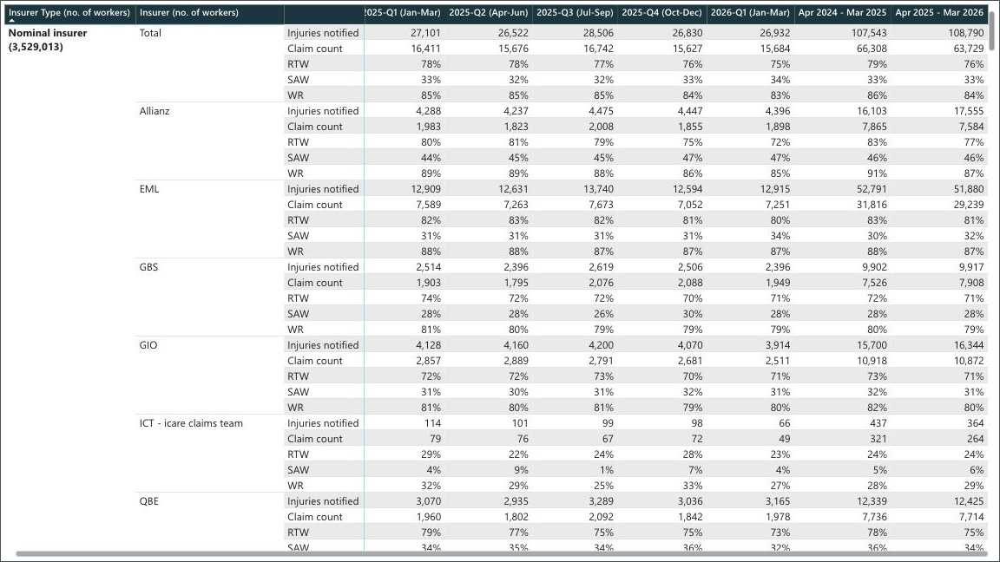 Insurer Type (no. of workers) Insurer (no. of workers) 2025-Q1 (Jan-Mar) 2025-Q2 (Apr-Jun) 2025-Q3 (Jul-Sep) 2025-Q4 (Oct-Dec) 2026-Q1 (Jan-Mar) Apr 2024 - Mar 2025 Apr 2025 - Mar 2026
Nominal insurer Total Injuries notified 27,101 26,522 28,506 26,830 26,932 107,543 108,790
(3,529,013) Claim count 16,411 15,676 16,742 15,627 15,684 66,308 63,729
RTW 78% 78% 77% 76% 75% 79% 76%
SAW 33% 32% 32% 33% 34% 33% 33%
WR 85% 85% 85% 84% 83% 86% 84%
Allianz Injuries notified 4,288 4,237 4,475 4,447 4,396 16,103 17,555
Claim count 1,983 1,823 2,008 1,855 1,898 7,865 7,584
RTW 80% 81% 79% 75% 72% 83% 77%
SAW 44% 45% 45% 47% 47% 46% 46%
WR 89% 89% 88% 86% 85% 91% 87%
EML Injuries notified 12,909 12,631 13,740 12,594 12,915 52,791 51,880
Claim count 7,589 7,263 7,673 7,052 7,251 31,816 29,239
RTW 82% 83% 82% 81% 80% 83% 81%
SAW 31% 31% 31% 31% 34% 30% 32%
WR 88% 88% 87% 87% 87% 88% 87%
GBS Injuries notified 2,514 2,396 2,619 2,506 2,396 9,902 9,917
Claim count 1,903 1,795 2,076 2,088 1,949 7,526 7,908
RTW 74% 72% 72% 70% 71% 72% 71%
SAW 28% 28% 26% 30% 28% 28% 28%
WR 81% 80% 79% 79% 79% 80% 79%
GIO Injuries notified 4,128 4,160 4,200 4,070 3,914 15,700 16,344
Claim count 2,857 2,889 2,791 2,681 2,511 10,918 10,872
RTW 72% 72% 73% 70% 71% 73% 71%
SAW 31% 30% 31% 32% 31% 32% 31%
WR 81% 80% 81% 79% 80% 82% 80%
ICT - icare claims team Injuries notified 114 101 99 98 66 437 364
Claim count 79 76 67 72 49 321 264
RTW 29% 22% 24% 28% 23% 24% 24%
SAW 4% 9% 1% 7% 4% 5% 6%
WR 32% 29% 25% 33% 27% 28% 29%
QBE Injuries notified 3,070 2,935 3,289 3,036 3,165 12,339 12,425
Claim count 1,960 1,802 2,092 1,842 1,978 7,736 7,714
RTW 79% 77% 75% 75% 73% 78% 75%
SAW 34% 35% 34% 36% 32% 36% 34%